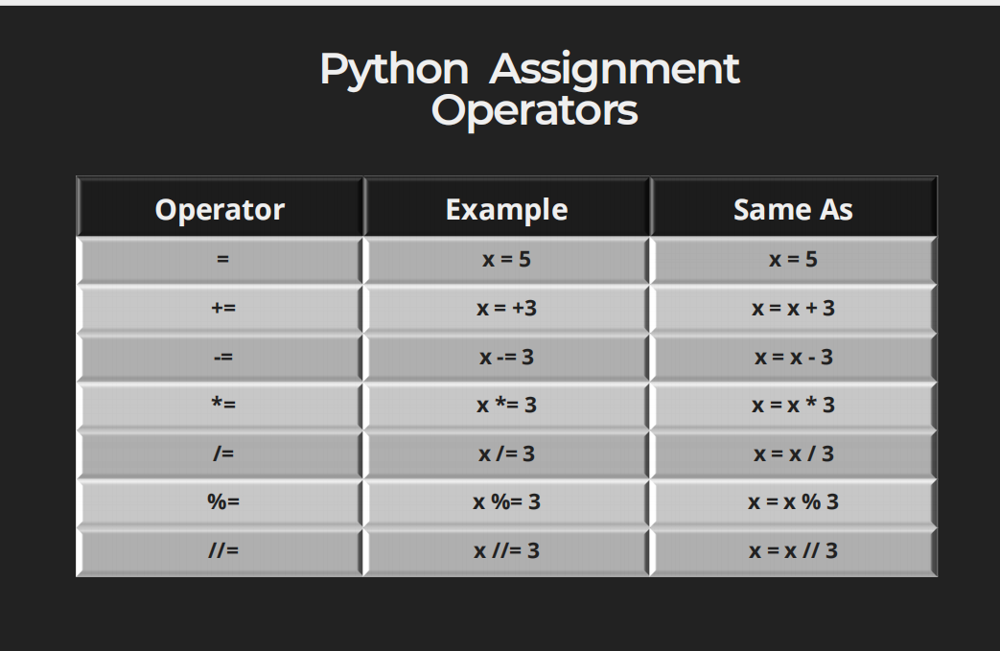 Python Assignment
Operators
Operator Example Same As
= x = 5 x = 5
+= x = +3 x = x + 3
-= x -= 3 x = x - 3
*= x *= 3 x = x * 3
/= x /= 3 x = x / 3
%= x %= 3 x = x % 3
//= x //= 3 x = x // 3